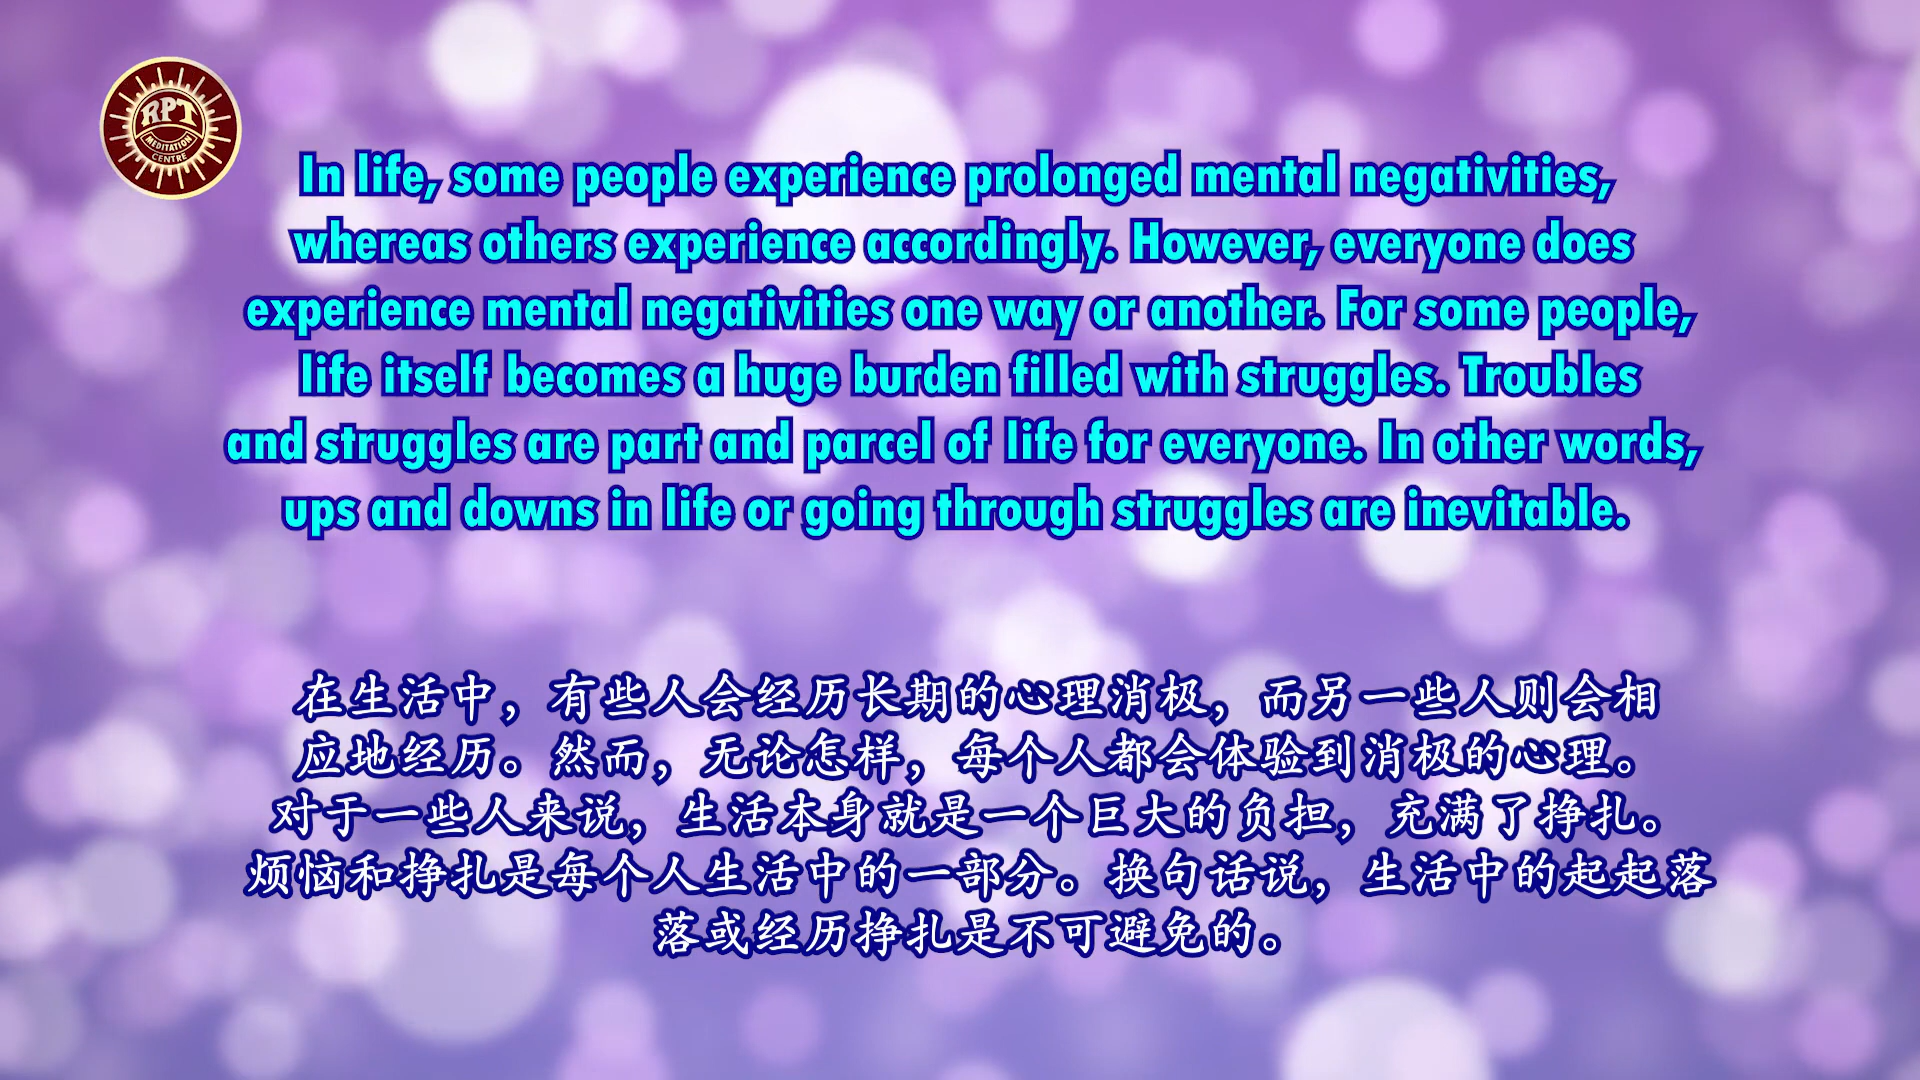 RPT
MEDITATION
CENTRE
In life, some people experience prolonged mental negativities,
whereas others experience accordingly. However, everyone does
experience mental negativities one way or another. For some people,
life itself becomes a huge burden filled with struggles. Troubles
and struggles are part and parcel of life for everyone. In other words,
ups and downs in life or going through struggles are inevitable.
在生活中，有些人会经历长期的心理消极，而另一些人则会相
应地经历。然而，无论怎样，每个人都会体验到消极的心理。
对于一些人来说，生活本身就是一个巨大的负担，充满了挣扎。
烦恼和挣扎是每个人生活中的一部分。换句话说，生活中的起起落
落或经历挣扎是不可避免的。